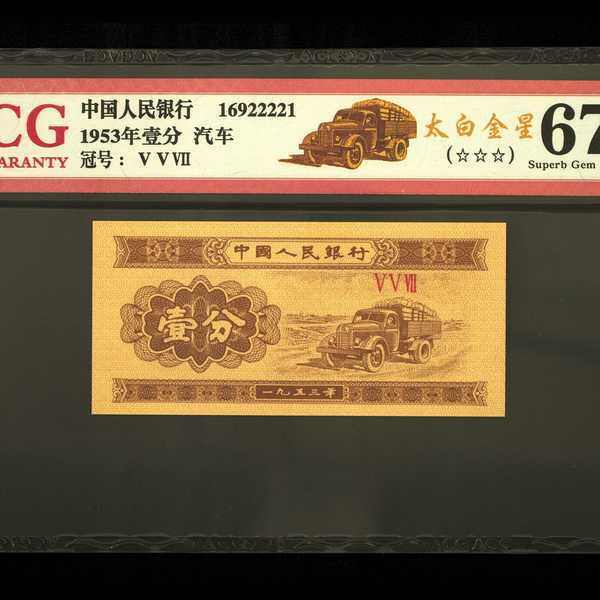 CG
ARANTY
中国人民银行 16922221
1953年壹分 汽车
冠号：ⅤⅤⅦ
太白金星
(☆☆☆)
67
Superb Gem
中國人民銀行
ⅤⅤⅦ
壹分
一九五三年